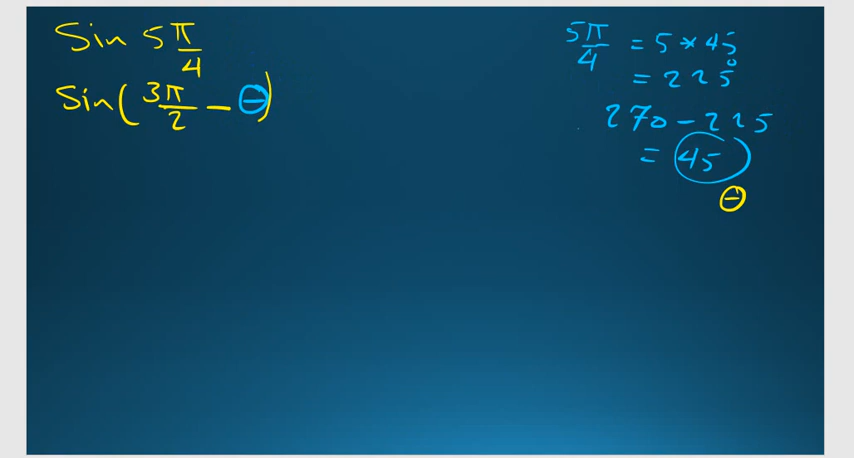 Sin 5π/4
Sin(3π/2 - θ)
5π/4 = 5 * 45
= 225°
270 - 225
= 45
θ